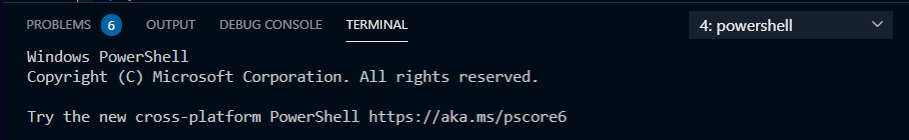 PROBLEMS 6 OUTPUT DEBUG CONSOLE TERMINAL 4: powershell
Windows PowerShell
Copyright (C) Microsoft Corporation. All rights reserved.
Try the new cross-platform PowerShell https://aka.ms/pscore6